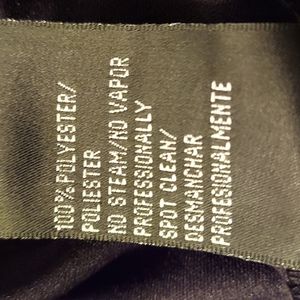 100% POLYESTER/
POLIESTER
NO STEAM/NO VAPOR
PROFESSIONALLY
SPOT CLEAN/
DESMANCHAR
PROFESIONALMENTE